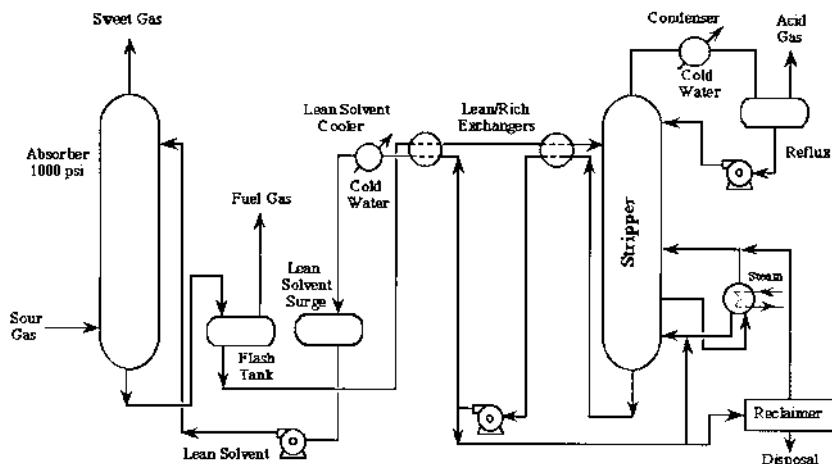 Sweet Gas
Absorber
1000 psi
Sour
Gas
Fuel Gas
Flash
Tank
Lean Solvent
Lean
Solvent
Surge
Lean Solvent
Cooler
Cold
Water
Lean/Rich
Exchangers
Stripper
Condenser
Cold
Water
Acid
Gas
Reflux
Steam
Reclaimer
Disposal